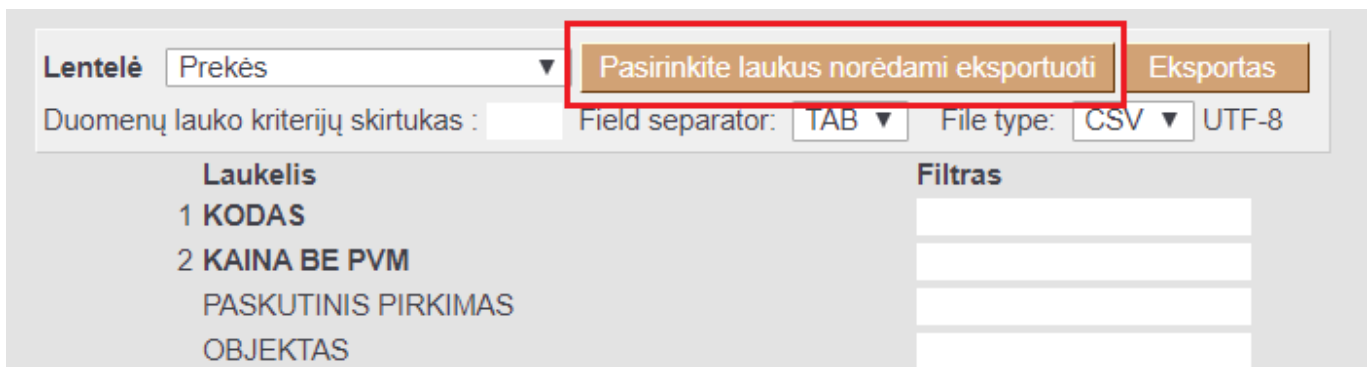 Lentelė Prekės ▼ Pasirinkite laukus norėdami eksportuoti Eksportas
Duomenų lauko kriterijų skirtukas : Field separator: TAB ▼ File type: CSV ▼ UTF-8
Laukelis Filtras
1 KODAS
2 KAINA BE PVM
PASKUTINIS PIRKIMAS
OBJEKTAS